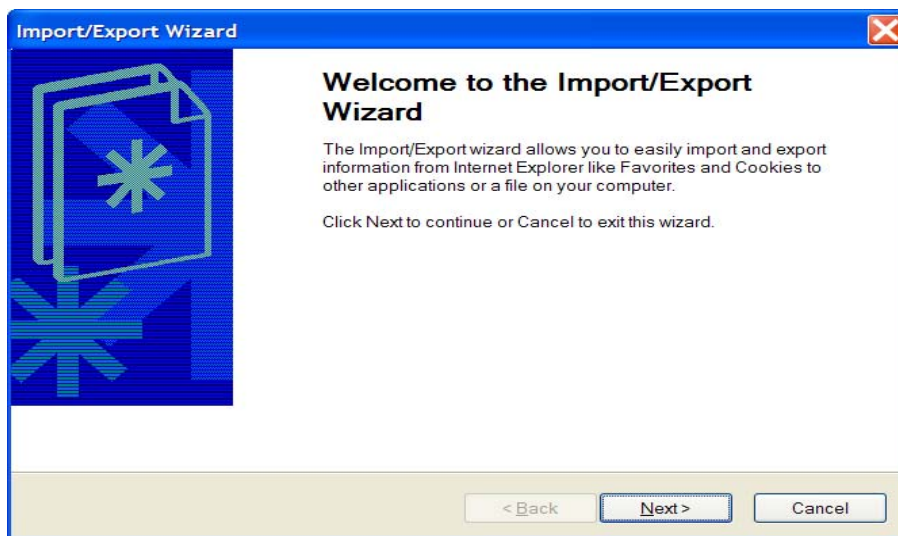 Import/Export Wizard
Welcome to the Import/Export
Wizard
The Import/Export wizard allows you to easily import and export
information from Internet Explorer like Favorites and Cookies to
other applications or a file on your computer.
Click Next to continue or Cancel to exit this wizard.
< Back
Next >
Cancel